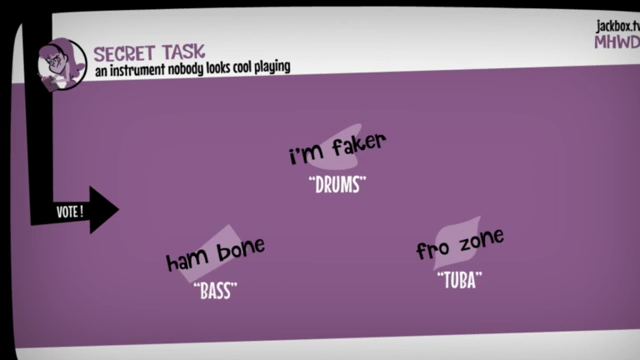 jackbox.tv
MHWD
SECRET TASK
an instrument nobody looks cool playing
i'm faker
"DRUMS"
VOTE!
ham bone
"BASS"
fro zone
"TUBA"